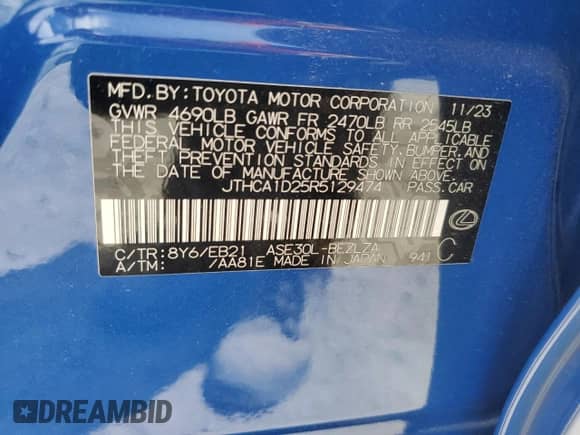 MFD. BY: TOYOTA MOTOR CORPORATION 11/23
GVWR 4690LB GAWR FR 2470LB RR 2645LB
THIS VEHICLE CONFORMS TO ALL APPLICABLE
FEDERAL MOTOR VEHICLE SAFETY, BUMPER, AND
THEFT PREVENTION STANDARDS IN EFFECT ON
THE DATE OF MANUFACTURE SHOWN ABOVE.
JTHCA1D25R5129474 PASS. CAR
C/TR: 8Y6/EB21 ASE30L-BEZL7A C
A/TM: /AA81E MADE IN JAPAN 941
DREAMBID